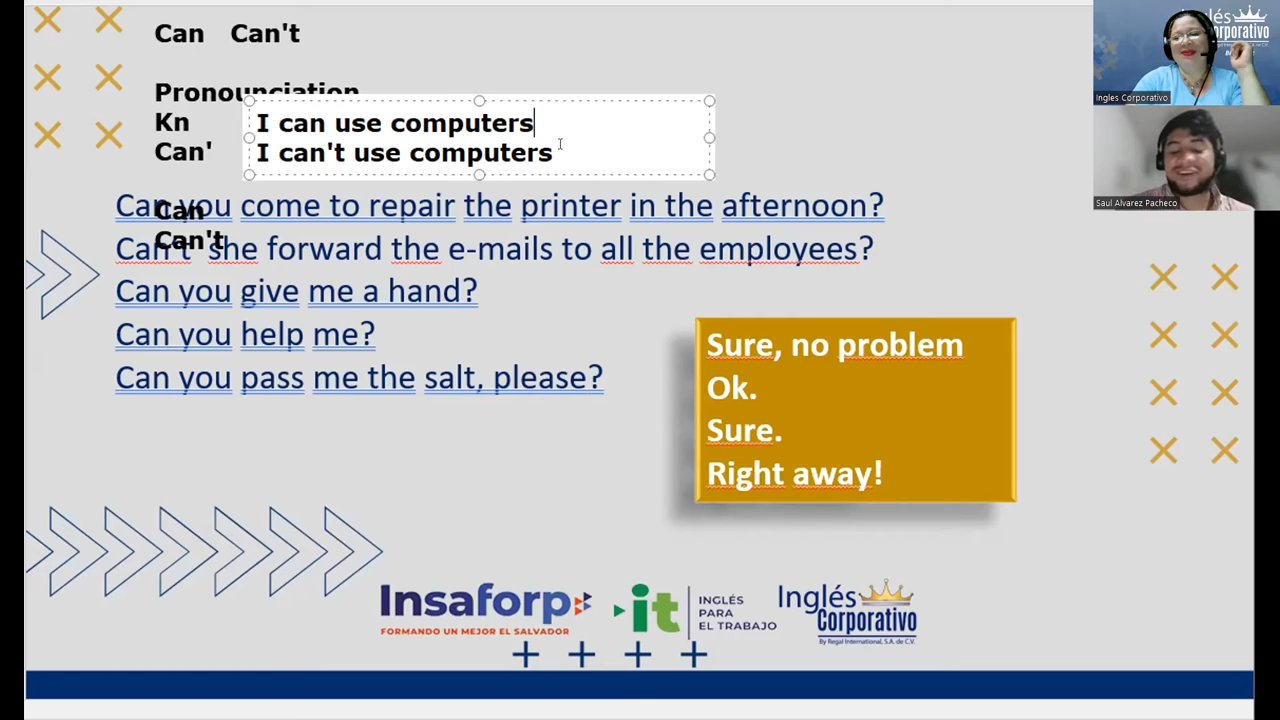 Can Can't
Pronounciation
Kn
Can'
I can use computers
I can't use computers
Can you come to repair the printer in the afternoon?
Can
Can't she forward the e-mails to all the employees?
Can't
Can you give me a hand?
Can you help me?
Can you pass me the salt, please?
Sure, no problem
Ok.
Sure.
Right away!
Insaforp
FORMANDO UN MEJOR EL SALVADOR
it
INGLÉS
PARA
EL TRABAJO
Inglés
Corporativo
By Regal International, S.A. de C.V.
Inglés
Corporativo
Ingles Corporativo
Saul Alvarez Pacheco